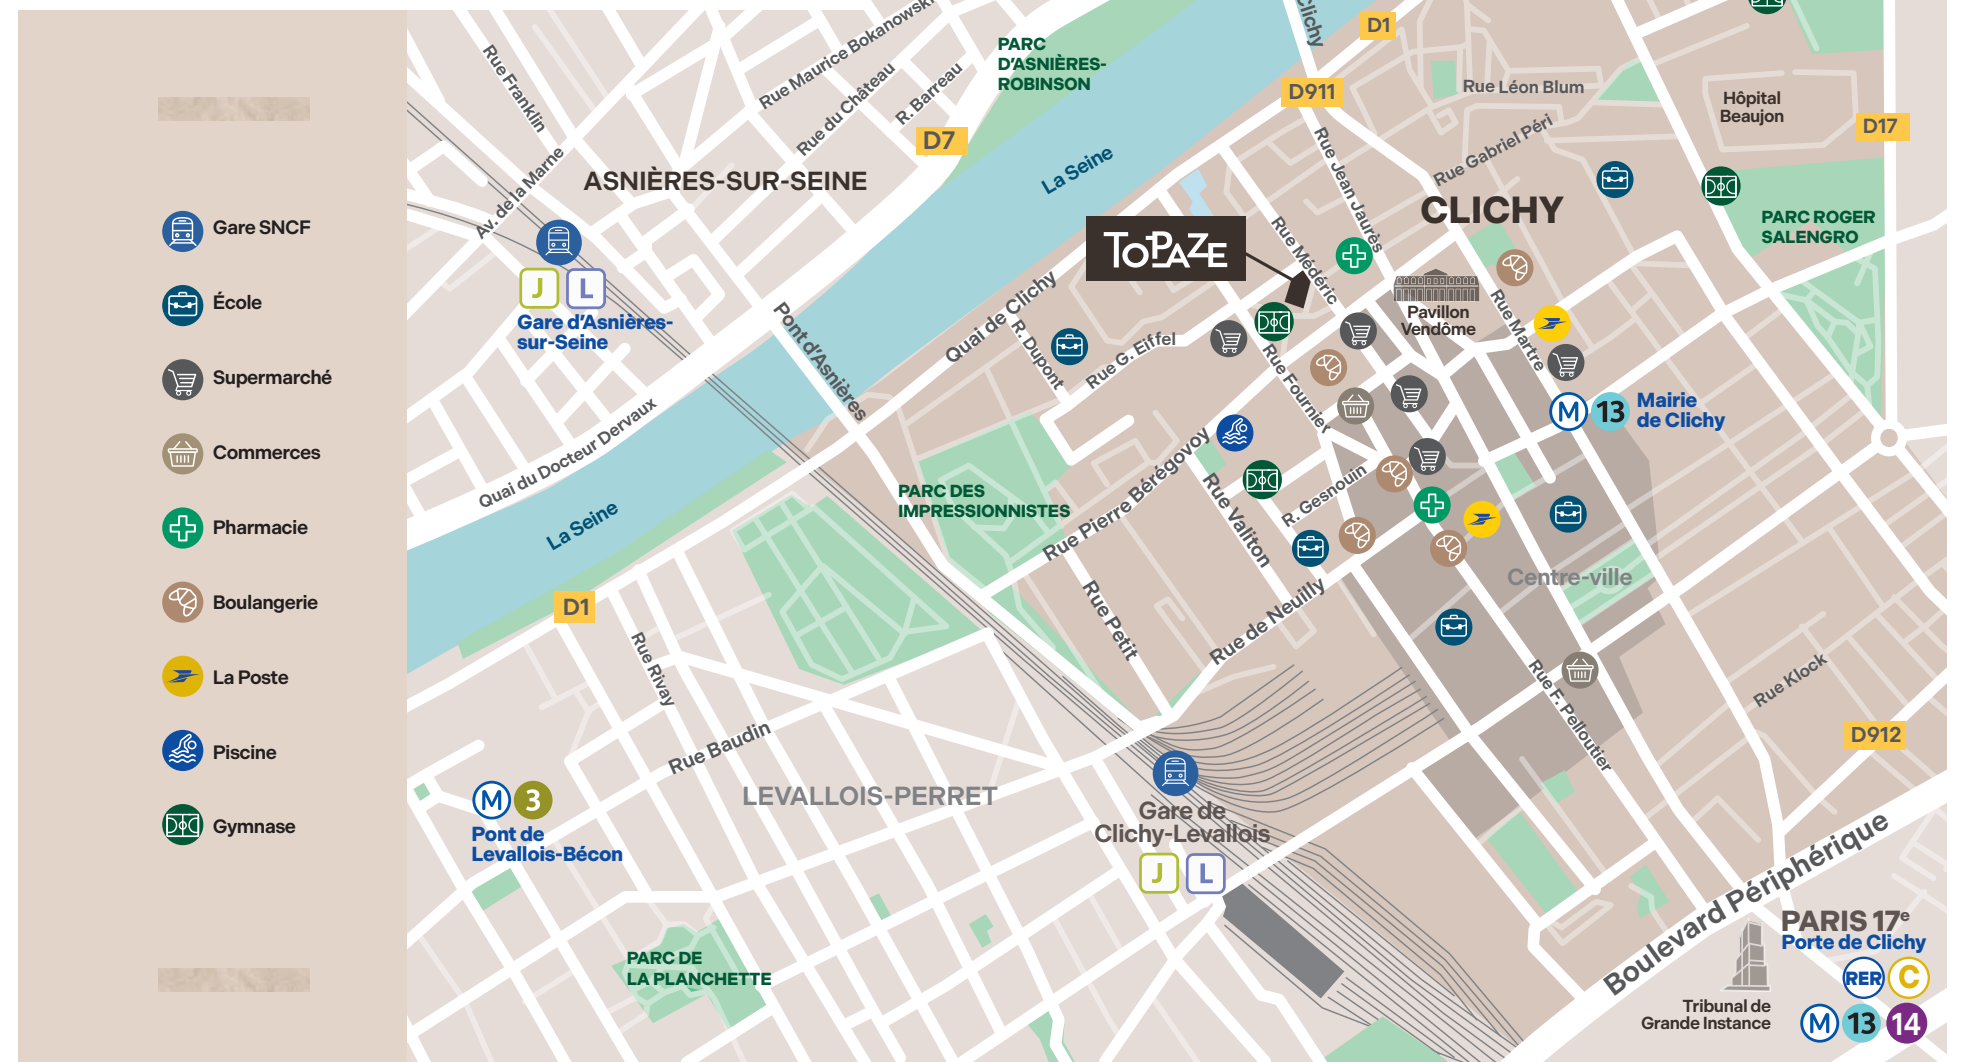 Gare SNCF
École
Supermarché
Commerces
Pharmacie
Boulangerie
La Poste
Piscine
Gymnase
Rue Franklin
Rue Maurice Bokanowski
Rue du Château
R. Barreau
Av. de la Marne
PARC
D'ASNIÈRES-
ROBINSON
D7
ASNIÈRES-SUR-SEINE
La Seine
J
L
Gare d'Asnières-
sur-Seine
Pont d'Asnières
Quai du Docteur Dervaux
La Seine
Clichy
D1
D911
Rue Léon Blum
Hôpital
Beaujon
D17
Rue Jean Jaurès
Rue Gabriel Péri
CLICHY
PARC ROGER
SALENGRO
TOPAZE
Rue Médéric
Pavillon
Vendôme
Rue Martre
Quai de Clichy
R. Dupont
Rue G. Eiffel
Rue Fournier
M
13
Mairie
de Clichy
PARC DES
IMPRESSIONNISTES
Rue Pierre Bérégovoy
Rue Valiton
R. Gesnouin
Centre-ville
Rue Petit
Rue de Neuilly
Rue F. Pelloutier
Rue Klock
D912
D1
Rue Rivay
Rue Baudin
M
3
Pont de
Levallois-Bécon
LEVALLOIS-PERRET
Gare de
Clichy-Levallois
J
L
PARC DE
LA PLANCHETTE
Boulevard Périphérique
PARIS 17e
Porte de Clichy
RER
C
Tribunal de
Grande Instance
M
13
14